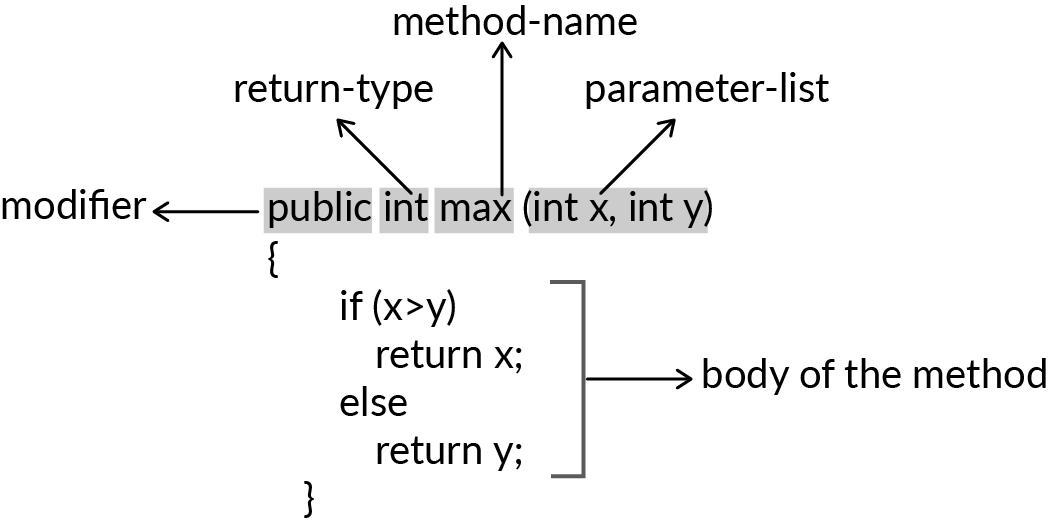 method-name
return-type
parameter-list
modifier
public int max (int x, int y)
{
if (x>y)
return x;
else
return y;
body of the method
}